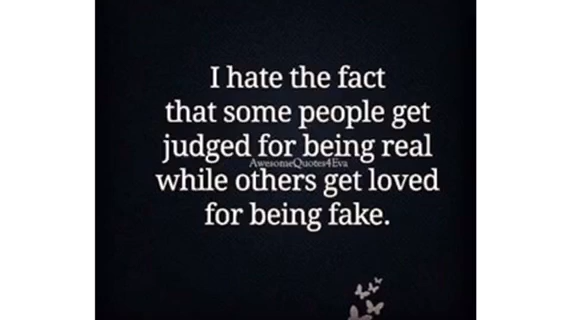 I hate the fact
that some people get
judged for being real
AwesomeQuotes4Eva
while others get loved
for being fake.